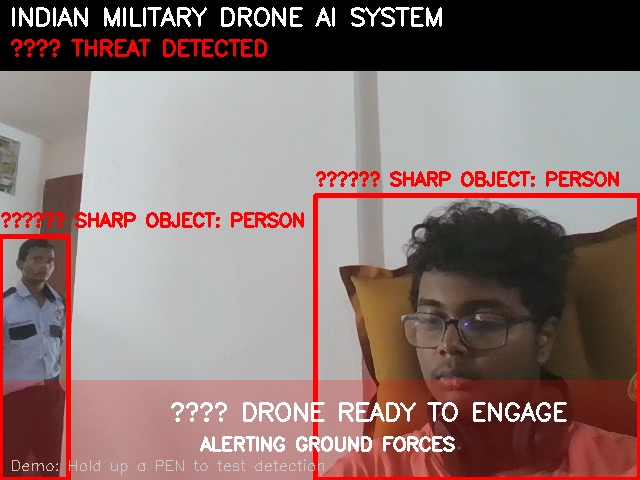 INDIAN MILITARY DRONE AI SYSTEM
???? THREAT DETECTED
?????? SHARP OBJECT: PERSON
?????? SHARP OBJECT: PERSON
???? DRONE READY TO ENGAGE
ALERTING GROUND FORCES
Demo: Hold up a PEN to test detection